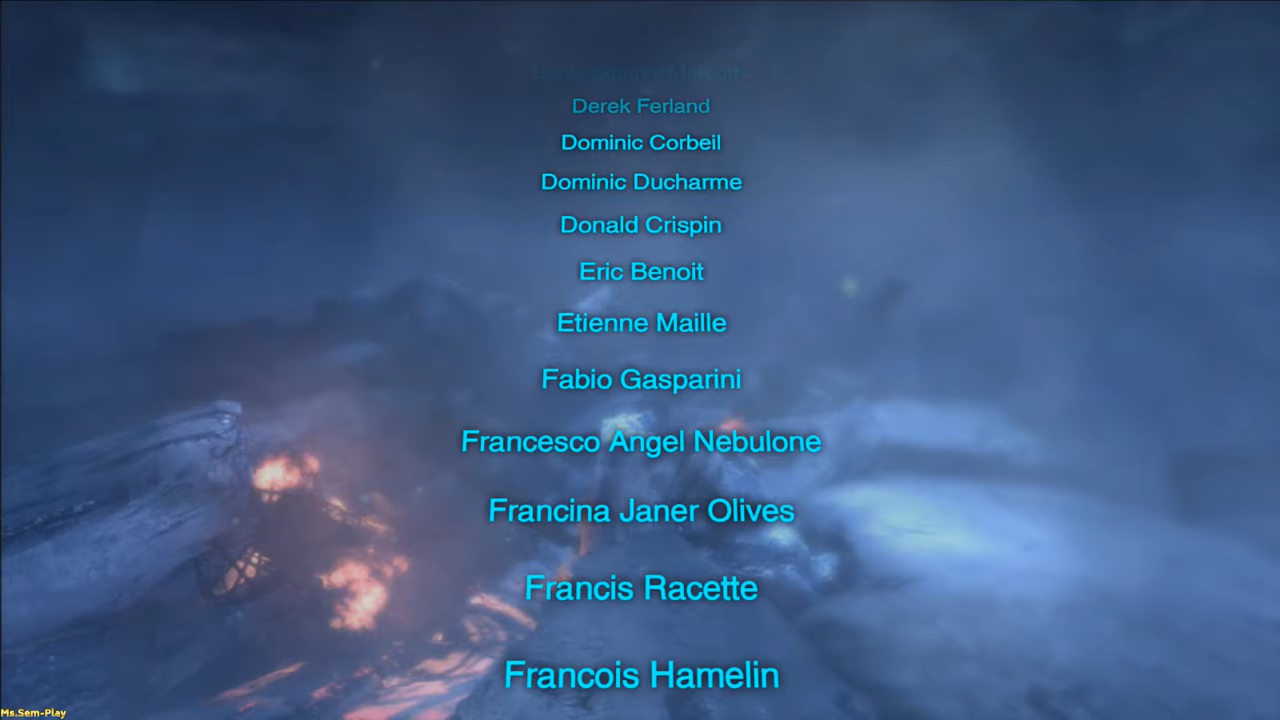 Derek Ferland
Dominic Corbeil
Dominic Ducharme
Donald Crispin
Eric Benoit
Etienne Maille
Fabio Gasparini
Francesco Angel Nebulone
Francina Janer Olives
Francis Racette
Francois Hamelin
Ms.Sem-Play